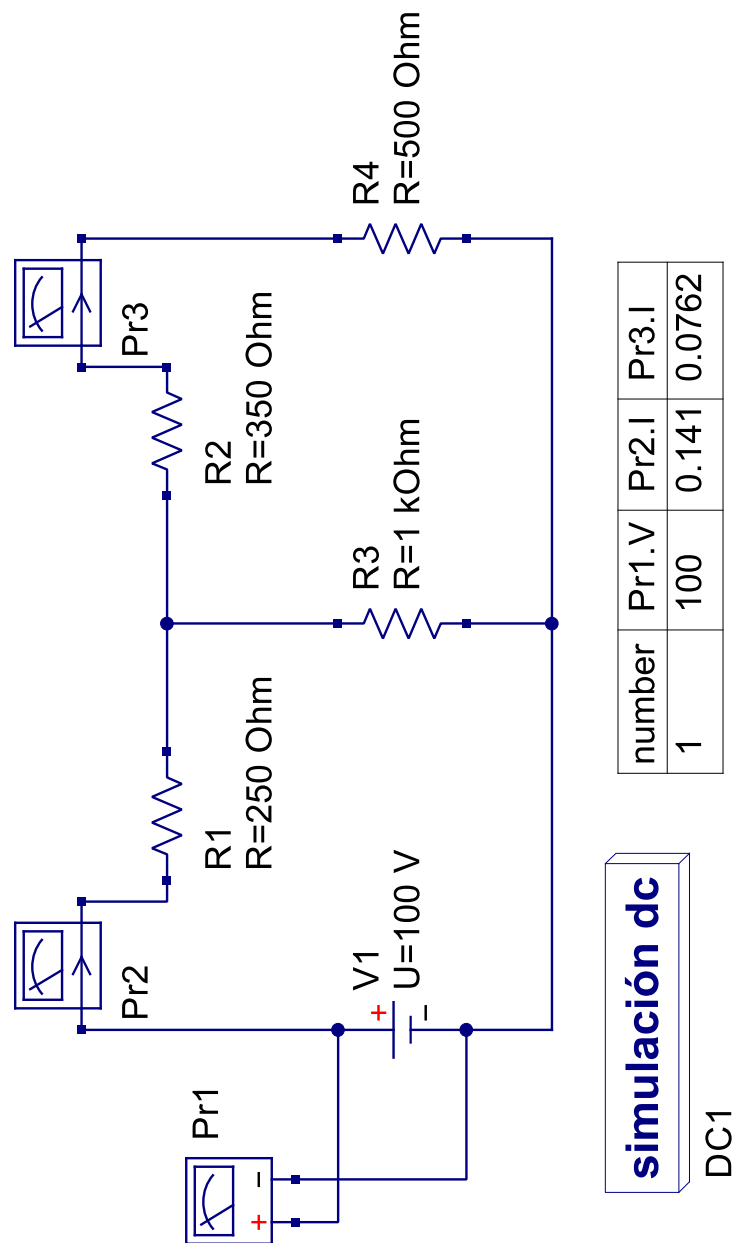 Pr1
+
−
Pr2
Pr3
R1
R=250 Ohm
R2
R=350 Ohm
V1
U=100 V
+
−
R3
R=1 kOhm
R4
R=500 Ohm
simulación dc
DC1
number Pr1.V Pr2.I Pr3.I
1 100 0.141 0.0762